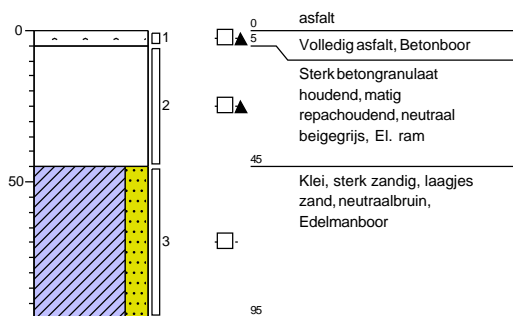 0
50
1
2
3
0
asfalt
5
Volledig asfalt, Betonboor
Sterk betongranulaat
houdend, matig
repachoudend, neutraal
beigegrijs, El. ram
45
Klei, sterk zandig, laagjes
zand, neutraalbruin,
Edelmanboor
95